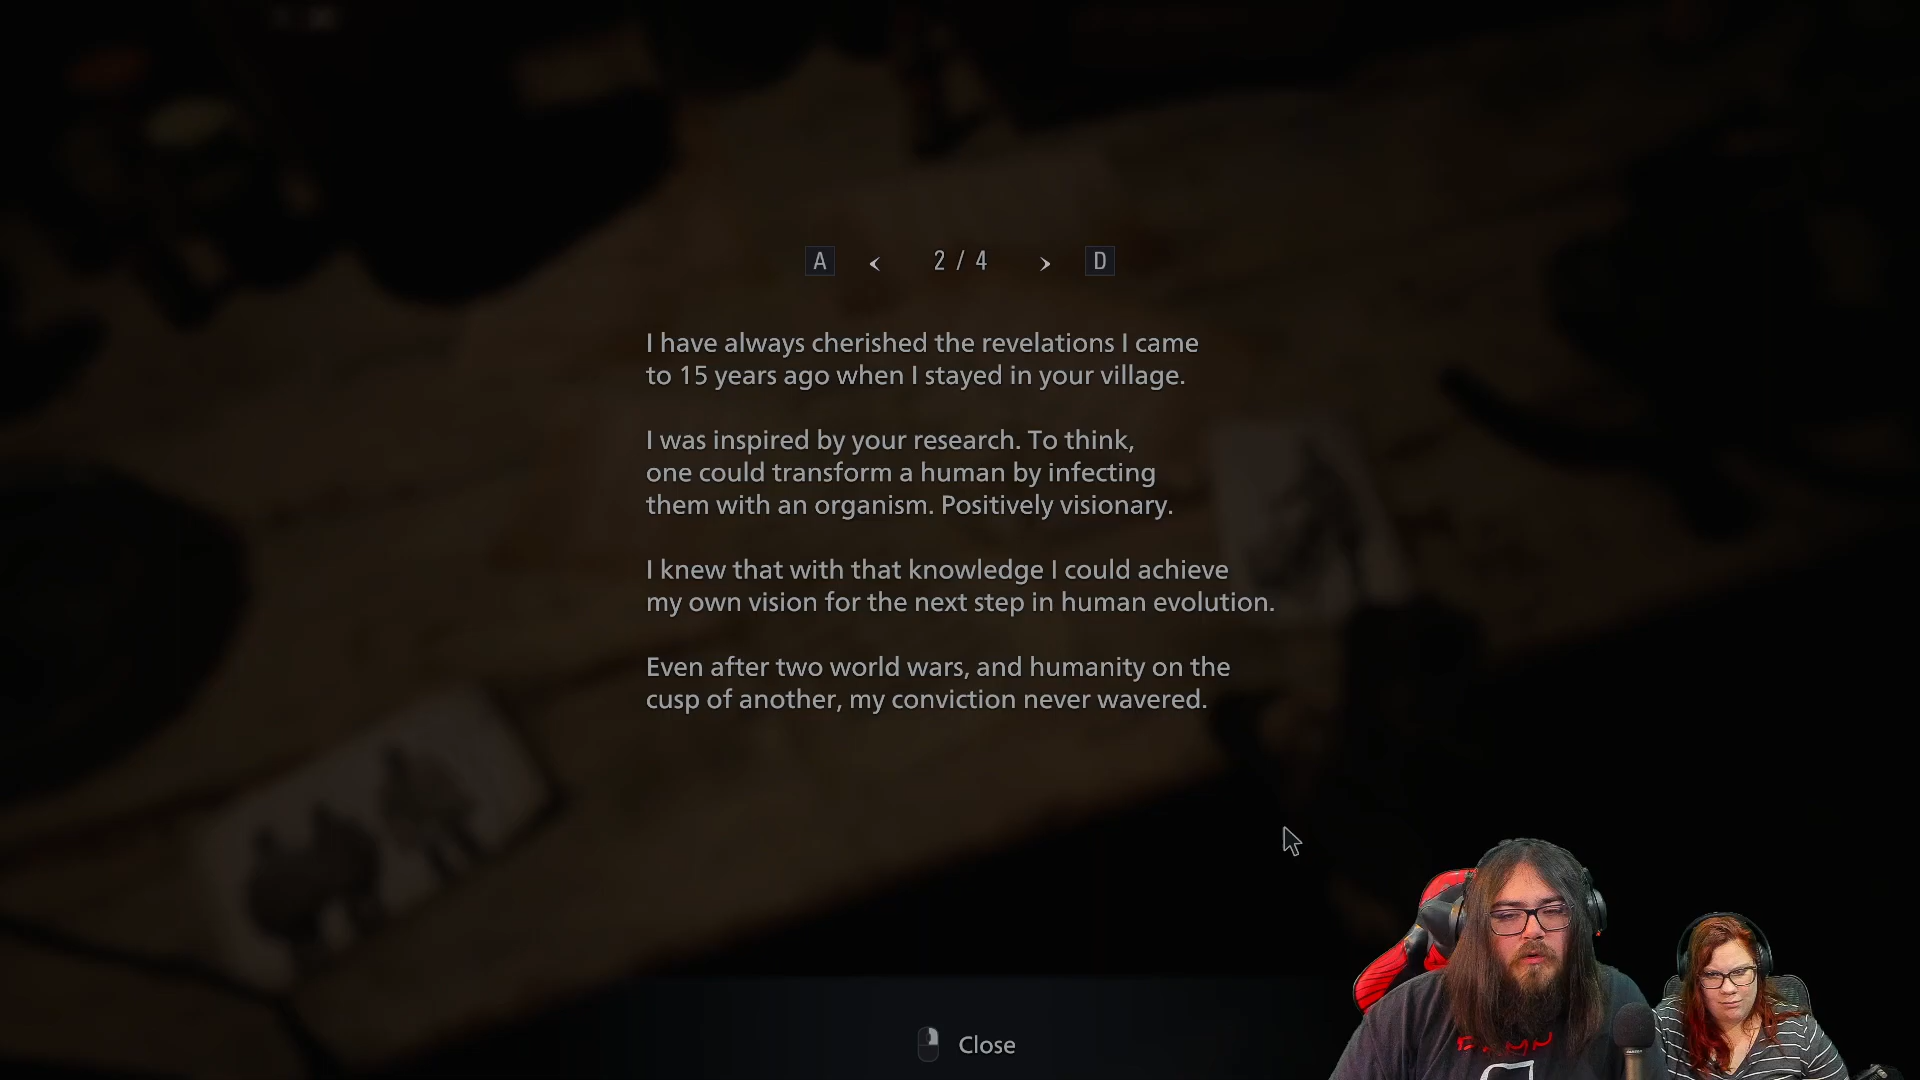 A < 2 / 4 > D
I have always cherished the revelations I came
to 15 years ago when I stayed in your village.
I was inspired by your research. To think,
one could transform a human by infecting
them with an organism. Positively visionary.
I knew that with that knowledge I could achieve
my own vision for the next step in human evolution.
Even after two world wars, and humanity on the
cusp of another, my conviction never wavered.
Close